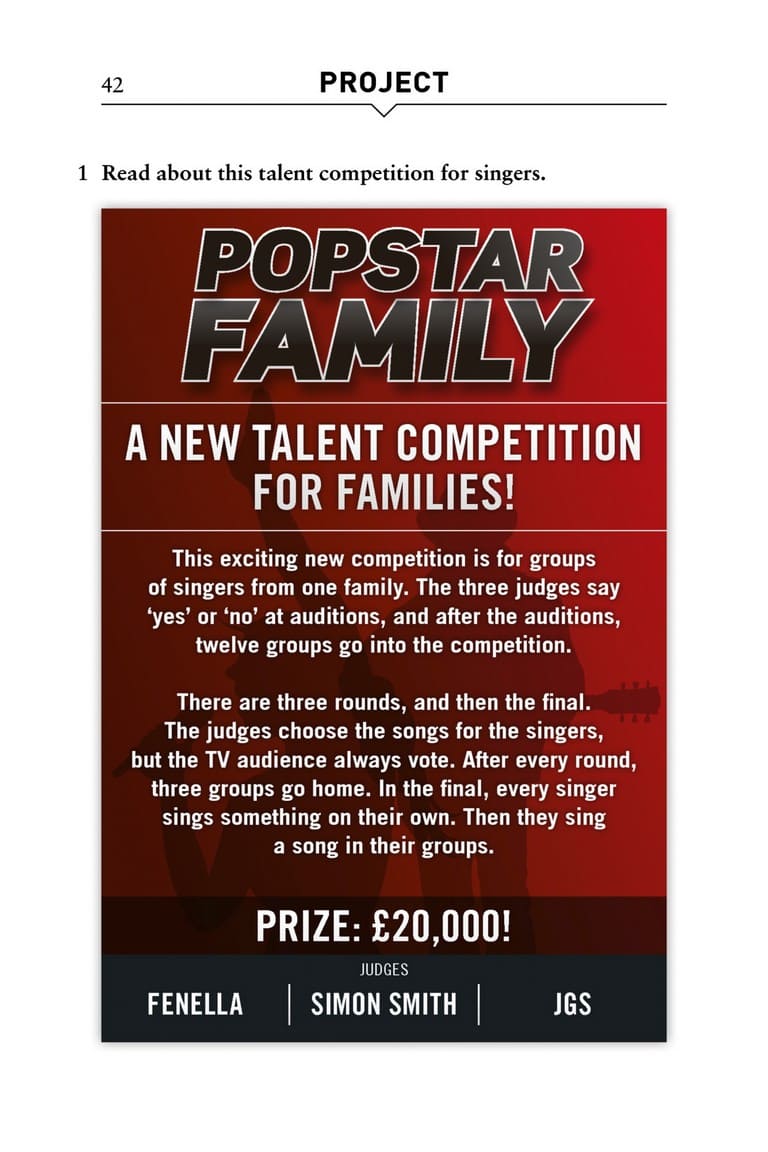 42
PROJECT
1 Read about this talent competition for singers.
POPSTAR
FAMILY
A NEW TALENT COMPETITION
FOR FAMILIES!
This exciting new competition is for groups
of singers from one family. The three judges say
‘yes’ or ‘no’ at auditions, and after the auditions,
twelve groups go into the competition.
There are three rounds, and then the final.
The judges choose the songs for the singers,
but the TV audience always vote. After every round,
three groups go home. In the final, every singer
sings something on their own. Then they sing
a song in their groups.
PRIZE: £20,000!
JUDGES
FENELLA
SIMON SMITH
JGS